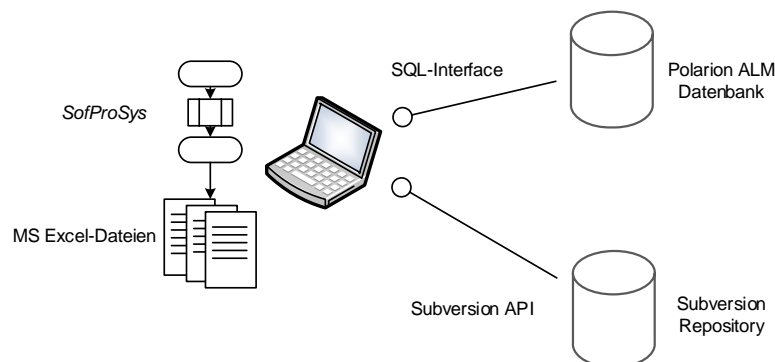 SQL-Interface
Polarion ALM
Datenbank
SofProSys
MS Excel-Dateien
Subversion API
Subversion
Repository